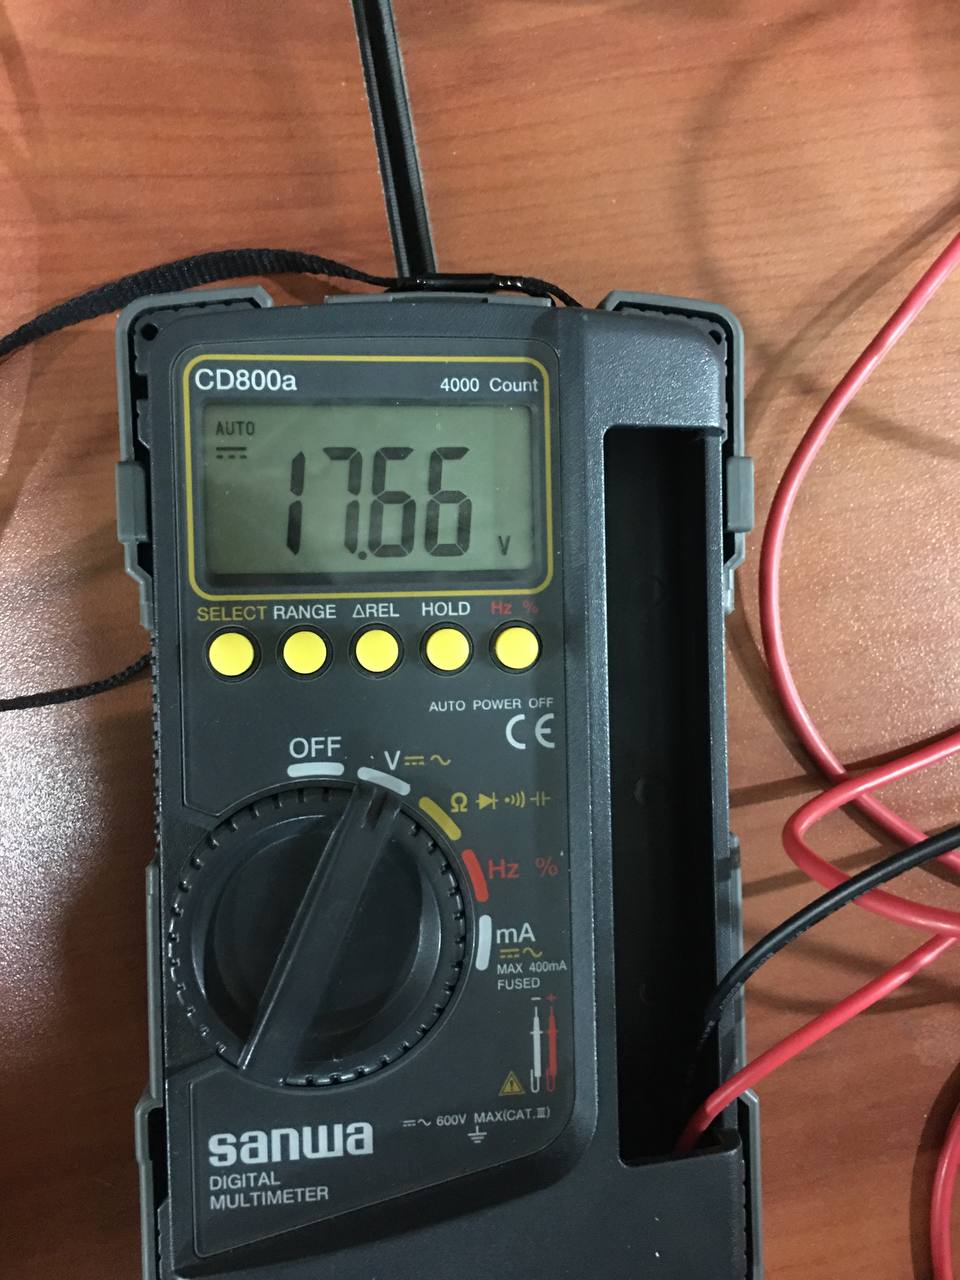 CD800a
4000 Count
AUTO
17.66 V
SELECT RANGE ΔREL HOLD Hz %
AUTO POWER OFF
CE
OFF
V
Ω
Hz %
mA
MAX 400mA
FUSED
- +
600V MAX(CAT.III)
sanwa
DIGITAL
MULTIMETER